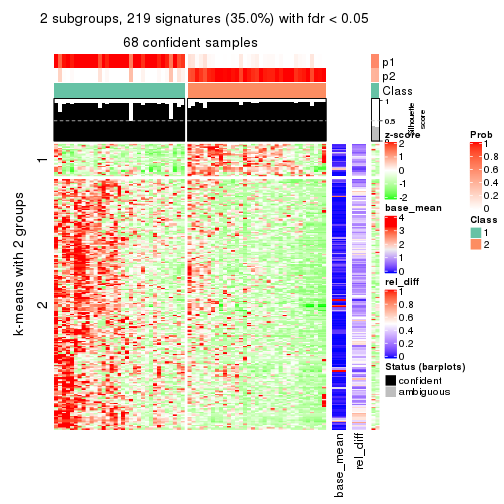 2 subgroups, 219 signatures (35.0%) with fdr < 0.05
68 confident samples
p1
p2
Class
1
0.5
0
Silhouette
score
z-score
2
1
0
-1
-2
base_mean
4
3
2
1
0
rel_diff
1
0.8
0.6
0.4
0.2
0
Status (barplots)
confident
ambiguous
Prob
1
0.8
0.6
0.4
0.2
0
Class
1
2
k-means with 2 groups
1
2
base_mean
rel_diff